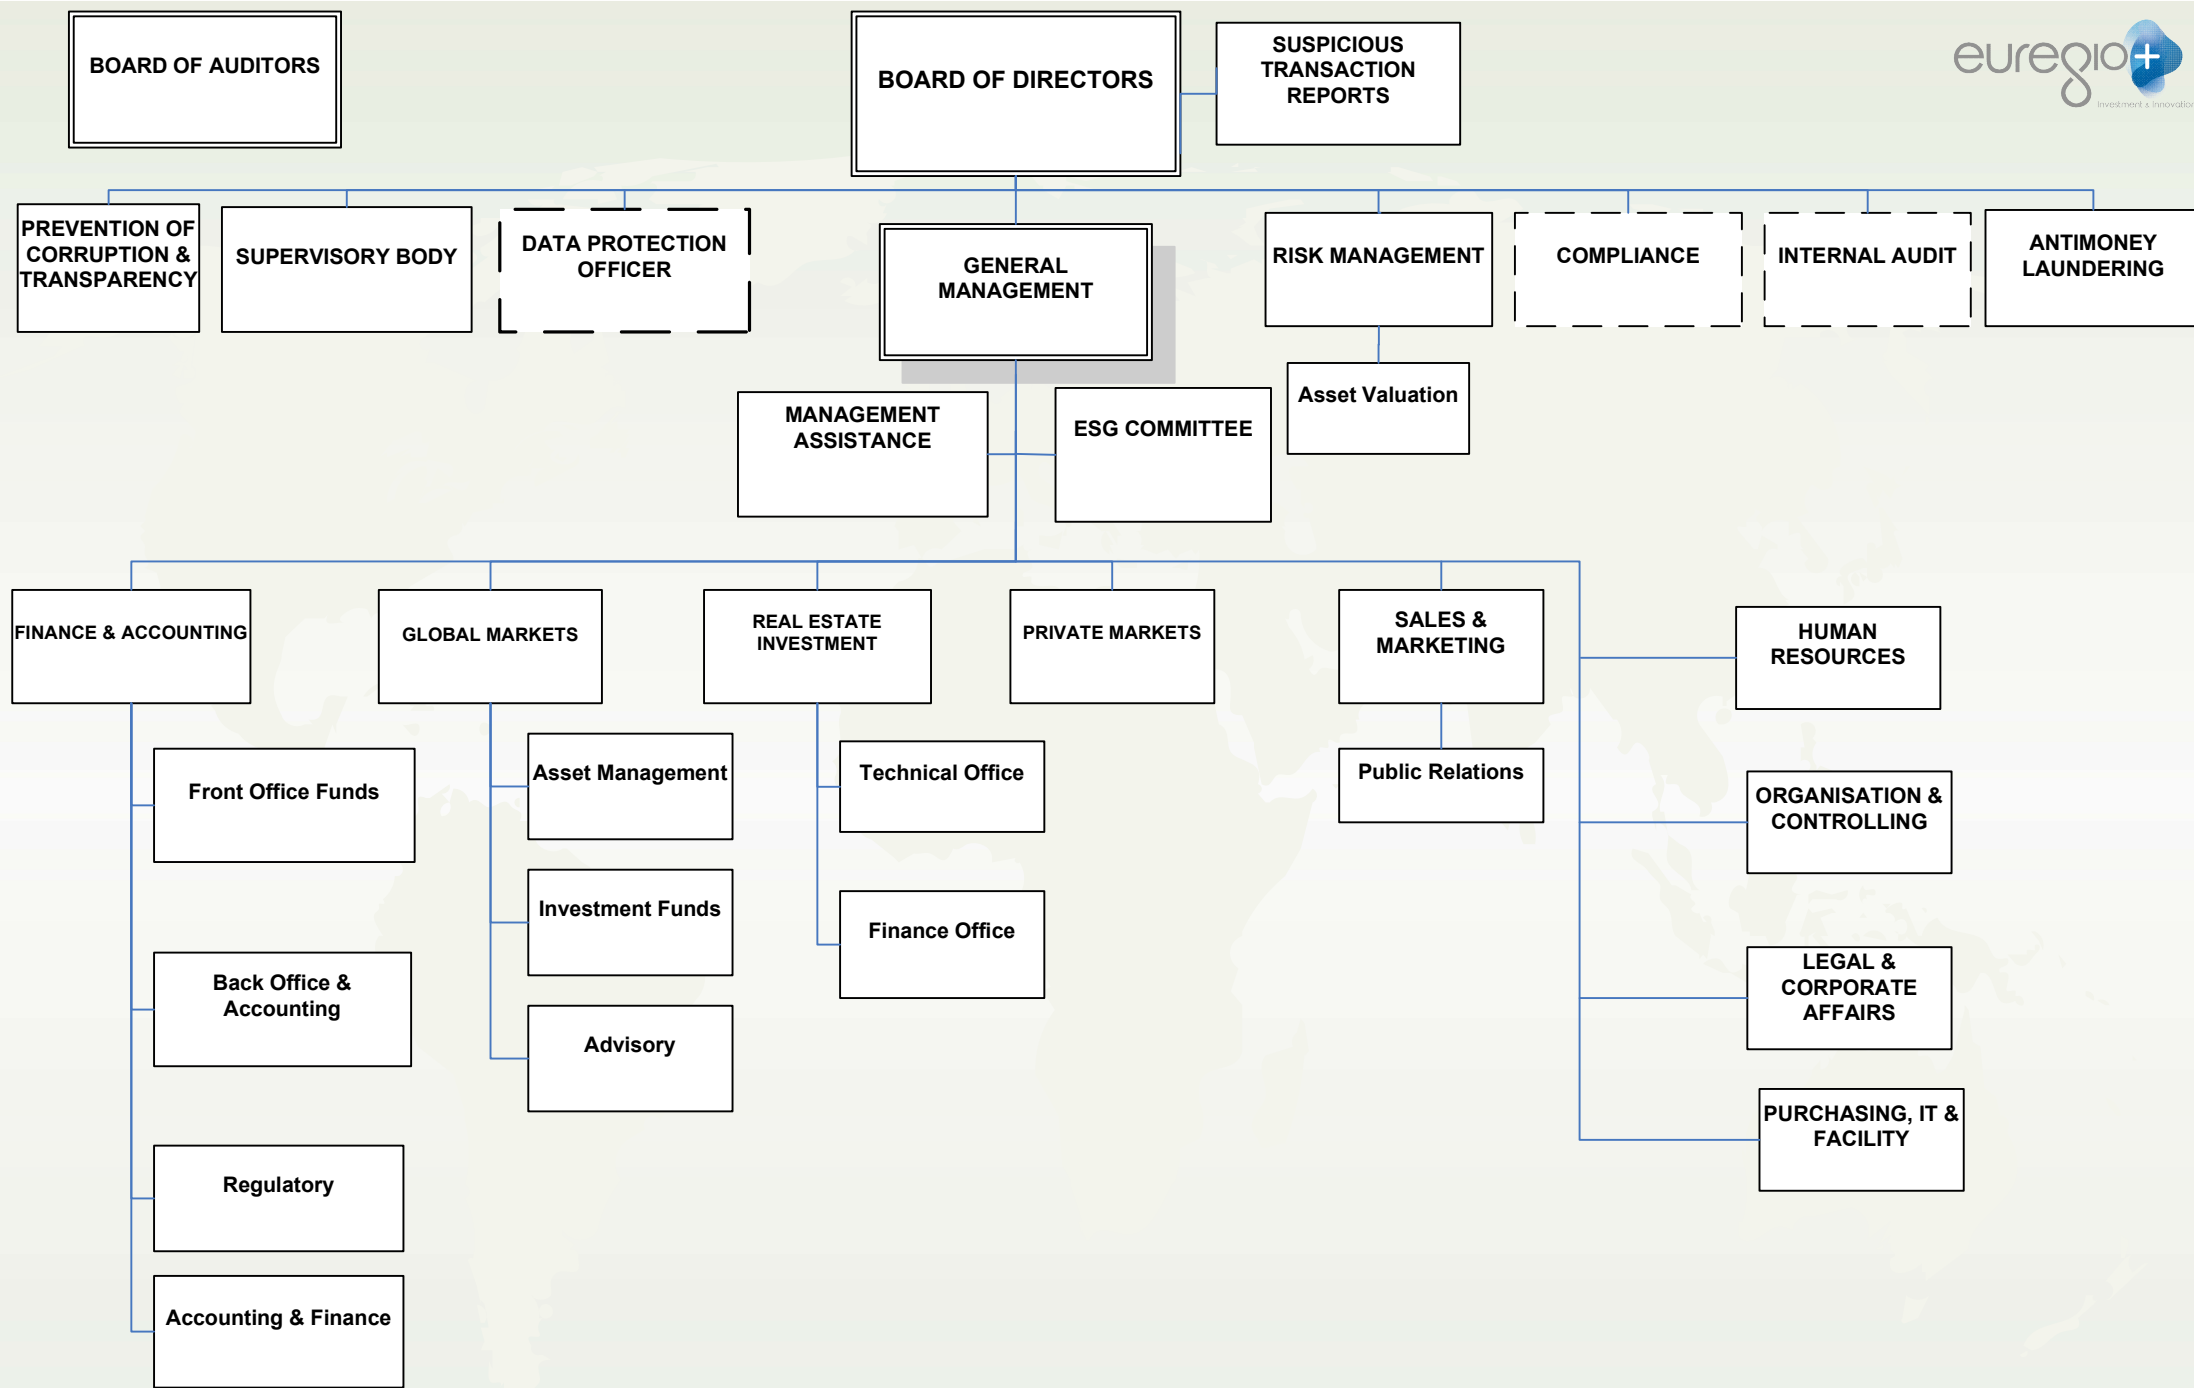 BOARD OF AUDITORS
BOARD OF DIRECTORS
SUSPICIOUS
TRANSACTION
REPORTS
euregio+
Investment & Innovation
PREVENTION OF
CORRUPTION &
TRANSPARENCY
SUPERVISORY BODY
DATA PROTECTION
OFFICER
GENERAL
MANAGEMENT
RISK MANAGEMENT
COMPLIANCE
INTERNAL AUDIT
ANTIMONEY
LAUNDERING
MANAGEMENT
ASSISTANCE
ESG COMMITTEE
Asset Valuation
FINANCE & ACCOUNTING
GLOBAL MARKETS
REAL ESTATE
INVESTMENT
PRIVATE MARKETS
SALES &
MARKETING
HUMAN
RESOURCES
Front Office Funds
Asset Management
Technical Office
Public Relations
ORGANISATION &
CONTROLLING
Investment Funds
Finance Office
Back Office &
Accounting
LEGAL &
CORPORATE
AFFAIRS
Advisory
PURCHASING, IT &
FACILITY
Regulatory
Accounting & Finance